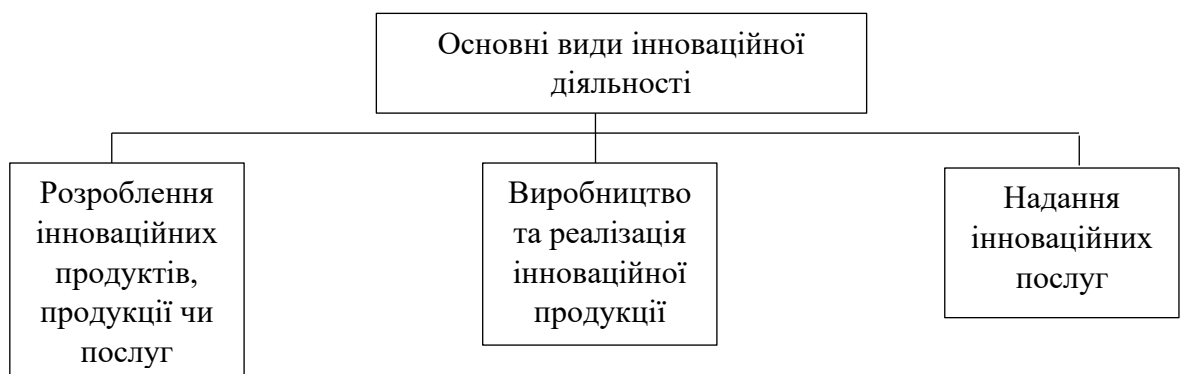 Основні види інноваційної
діяльності
Розроблення
інноваційних
продуктів,
продукції чи
послуг
Виробництво
та реалізація
інноваційної
продукції
Надання
інноваційних
послуг